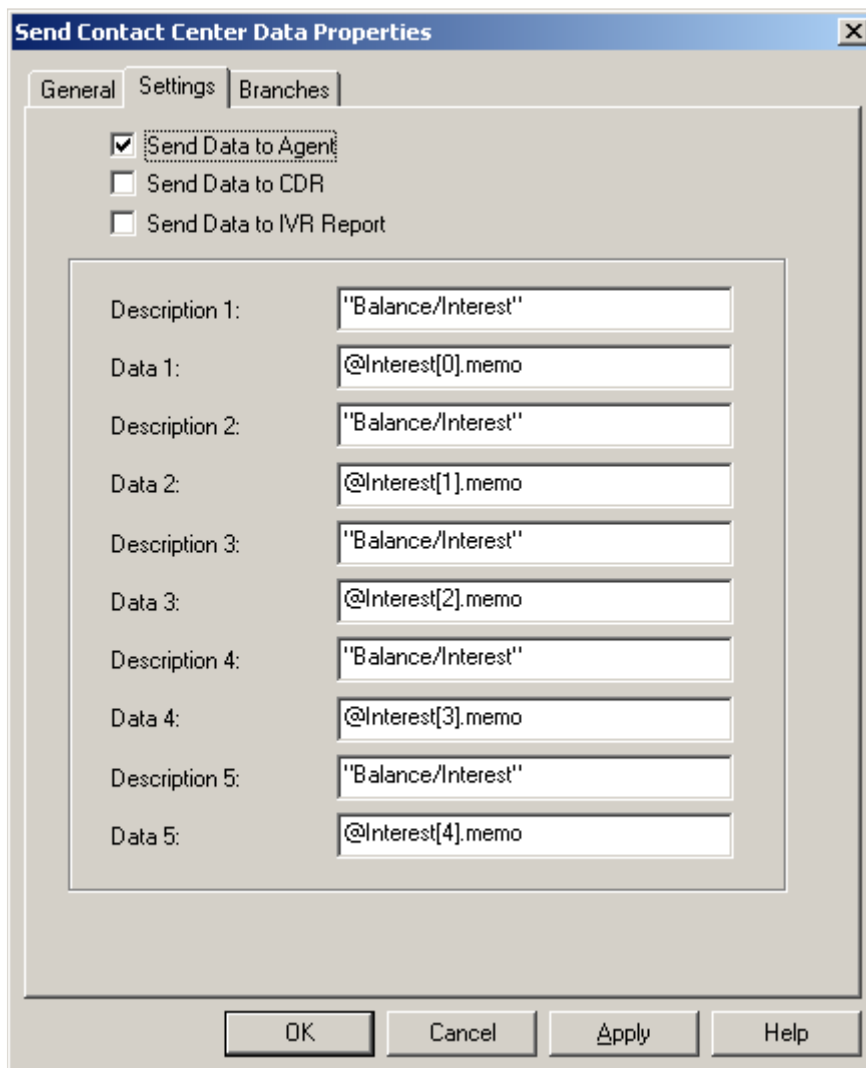 Send Contact Center Data Properties
General Settings Branches
Send Data to Agent
Send Data to CDR
Send Data to IVR Report
Description 1: "Balance/Interest"
Data 1: @Interest[0].memo
Description 2: "Balance/Interest"
Data 2: @Interest[1].memo
Description 3: "Balance/Interest"
Data 3: @Interest[2].memo
Description 4: "Balance/Interest"
Data 4: @Interest[3].memo
Description 5: "Balance/Interest"
Data 5: @Interest[4].memo
OK Cancel Apply Help